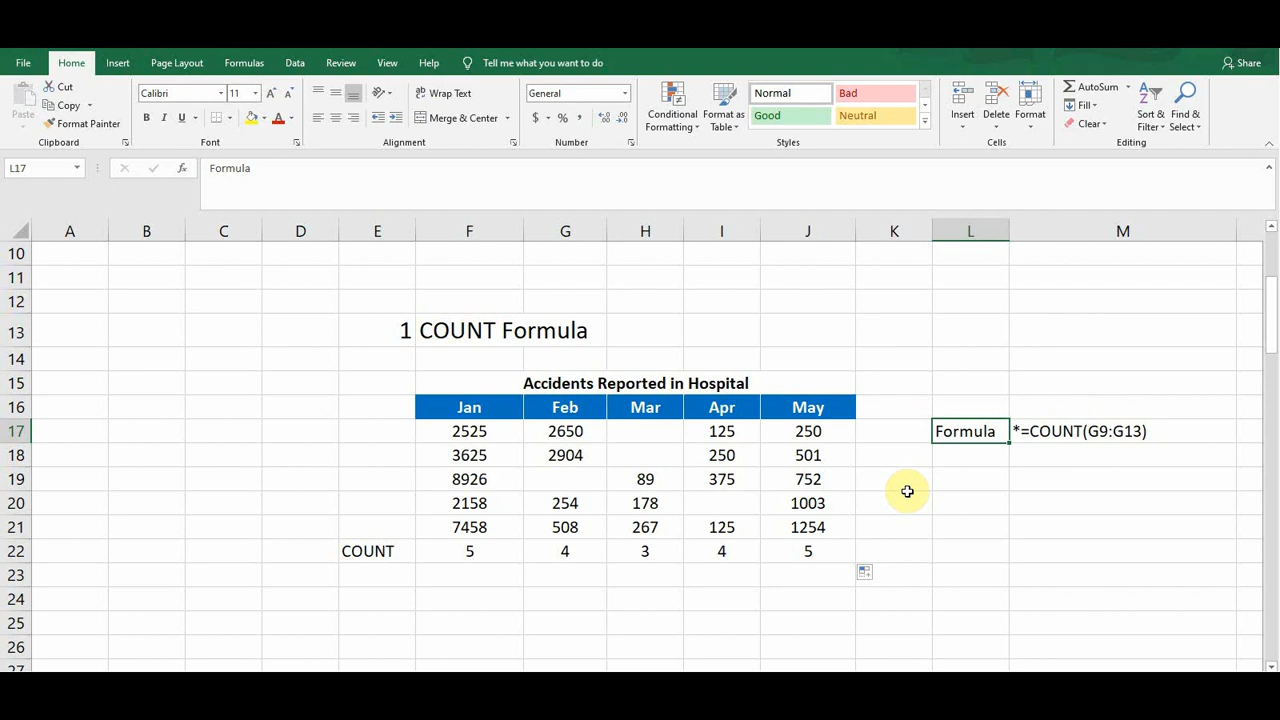 File Home Insert Page Layout Formulas Data Review View Help Tell me what you want to do Share
Cut
Copy
Format Painter
Paste
Clipboard
Calibri 11 A A
B I U A
Font
Wrap Text
Merge & Center
Alignment
General
$ % ,
Number
Conditional Formatting
Format as Table
Normal Bad
Good Neutral
Styles
Insert Delete Format
Cells
AutoSum
Fill
Clear
Sort & Filter
Find & Select
Editing
L17 fx Formula
A B C D E F G H I J K L M
10
11
12
13 1 COUNT Formula
14
15 Accidents Reported in Hospital
16 Jan Feb Mar Apr May
17 2525 2650 125 250 Formula *=COUNT(G9:G13)
18 3625 2904 250 501
19 8926 89 375 752
20 2158 254 178 1003
21 7458 508 267 125 1254
22 COUNT 5 4 3 4 5
23
24
25
26
27